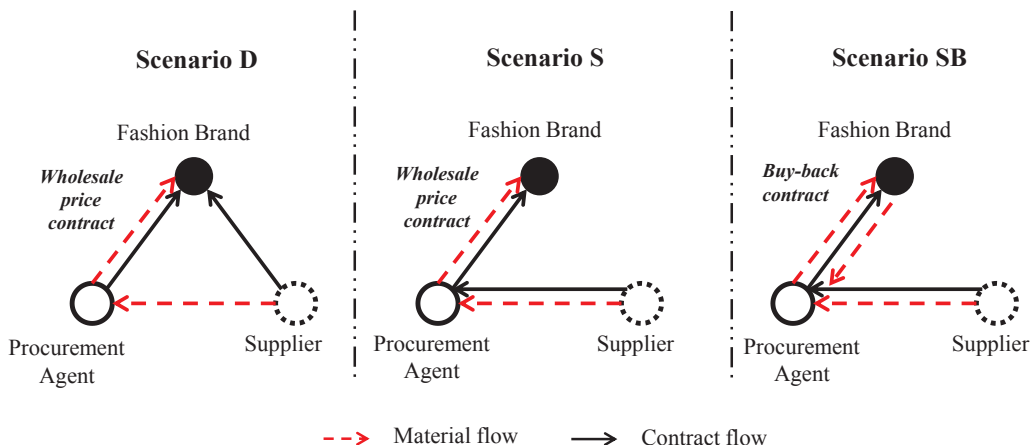 Scenario D
Fashion Brand
Wholesale
price
contract
Procurement
Agent
Supplier
Scenario S
Fashion Brand
Wholesale
price
contract
Procurement
Agent
Supplier
Scenario SB
Fashion Brand
Buy-back
contract
Procurement
Agent
Supplier
Material flow
Contract flow